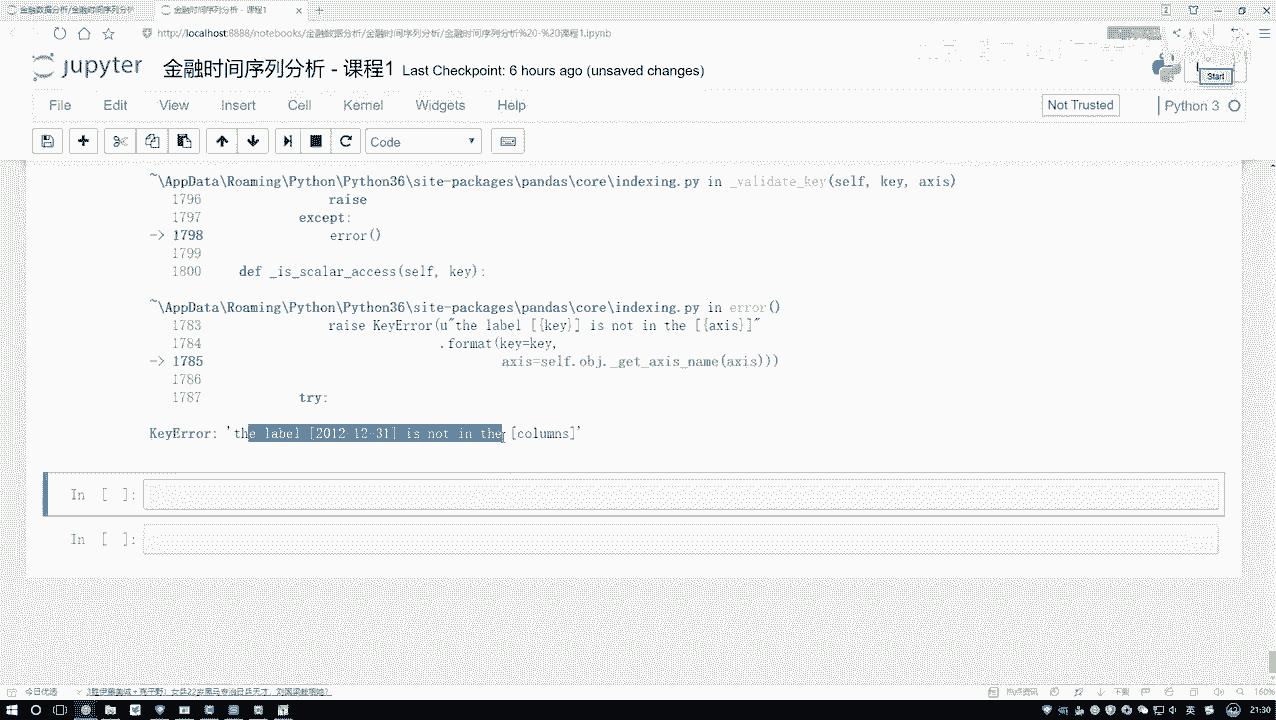 金融数据分析/金融时间序列分析
金融时间序列分析 - 课程1
http://localhost:8888/notebooks/金融数据分析/金融时间序列分析/金融时间序列分析%20-%20课程1.ipynb
jupyter 金融时间序列分析 - 课程1 Last Checkpoint: 6 hours ago (unsaved changes)
Start
File Edit View Insert Cell Kernel Widgets Help Not Trusted Python 3
Code
~\AppData\Roaming\Python\Python36\site-packages\pandas\core\indexing.py in _validate_key(self, key, axis)
1796 raise
1797 except:
-> 1798 error()
1799
1800 def _is_scalar_access(self, key):
~\AppData\Roaming\Python\Python36\site-packages\pandas\core\indexing.py in error()
1783 raise KeyError(u"the label [{key}] is not in the [{axis}]"
1784 .format(key=key,
-> 1785 axis=self.obj._get_axis_name(axis)))
1786
1787 try:
KeyError: 'the label [2012-12-31] is not in the [columns]'
In [ ]:
In [ ]:
今日优选
热点资讯
下载
160%
英
21:30